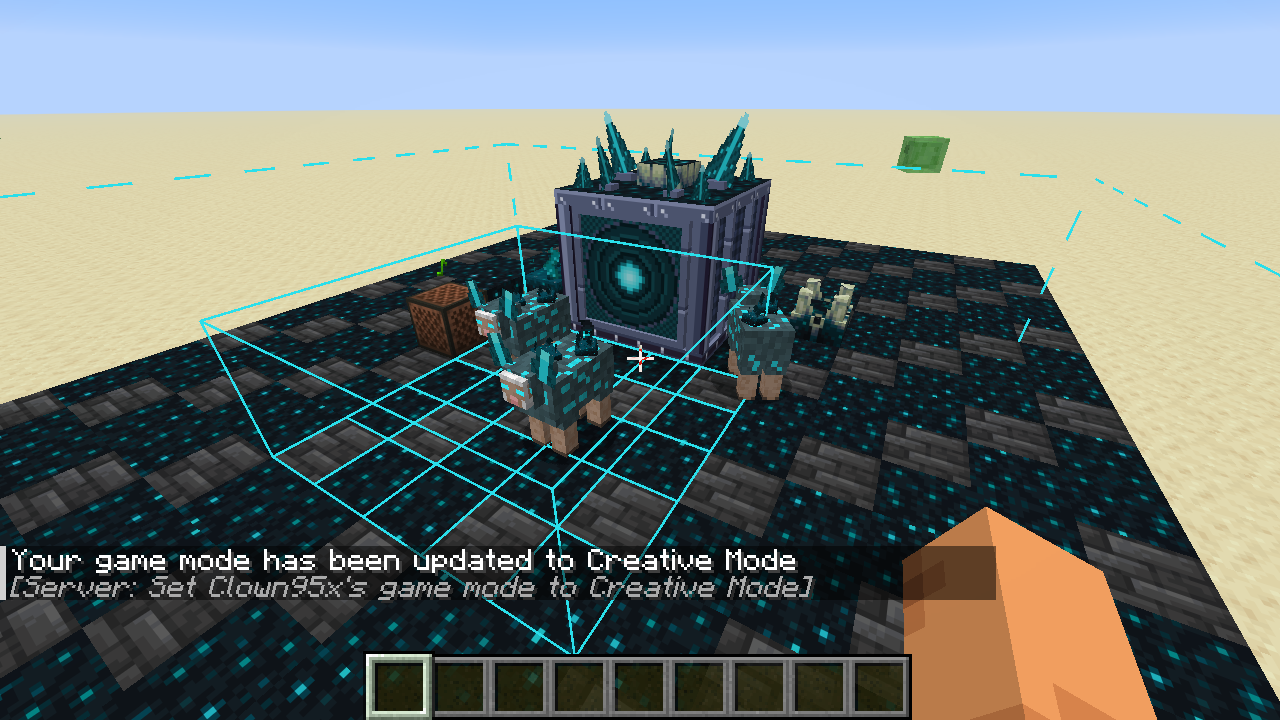 Your game mode has been updated to Creative Mode
[Server: Set Clown95x's game mode to Creative Mode]